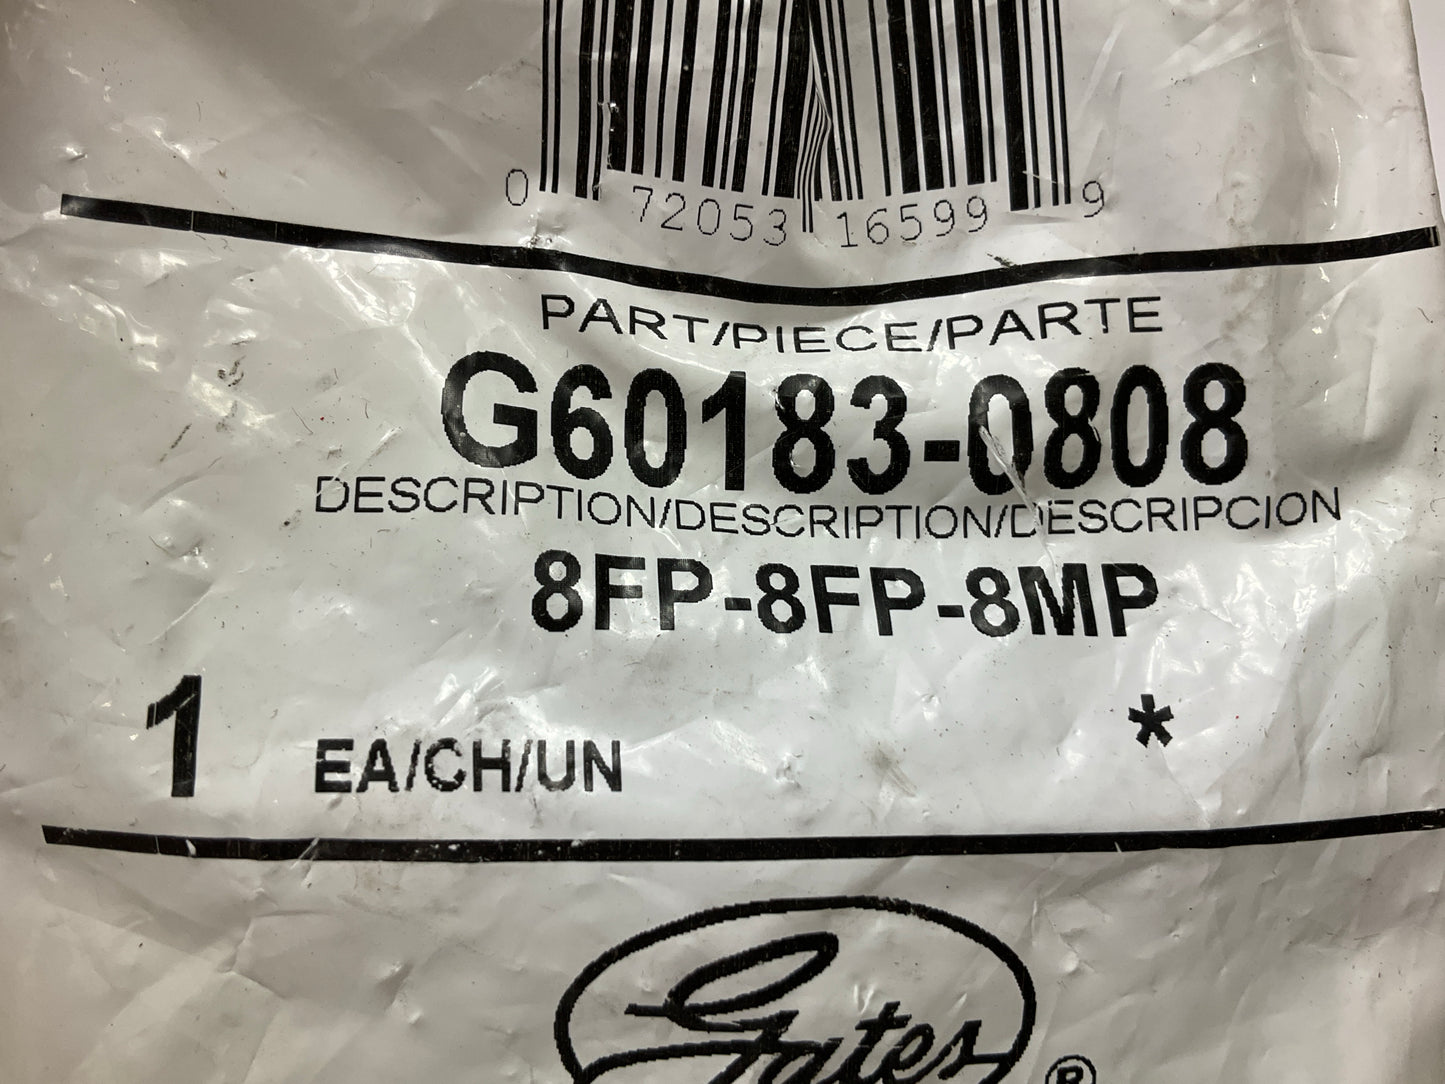 0 72053 16599 9
PART/PIECE/PARTE
G60183-0808
DESCRIPTION/DESCRIPTION/DESCRIPCION
8FP-8FP-8MP
*
1 EA/CH/UN
Gates ®